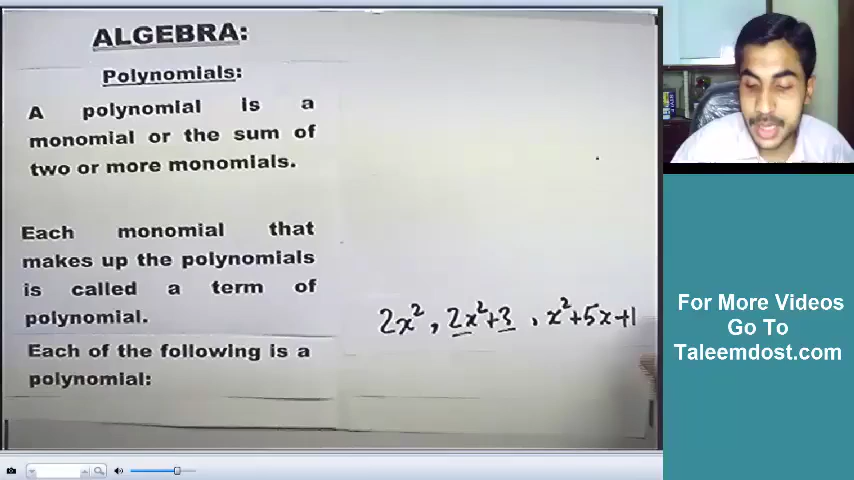 ALGEBRA:
Polynomials:
A polynomial is a
monomial or the sum of
two or more monomials.
Each monomial that
makes up the polynomials
is called a term of
polynomial.
Each of the following is a
polynomial:
2x², 2x²+3, x²+5x+1
For More Videos
Go To
Taleemdost.com